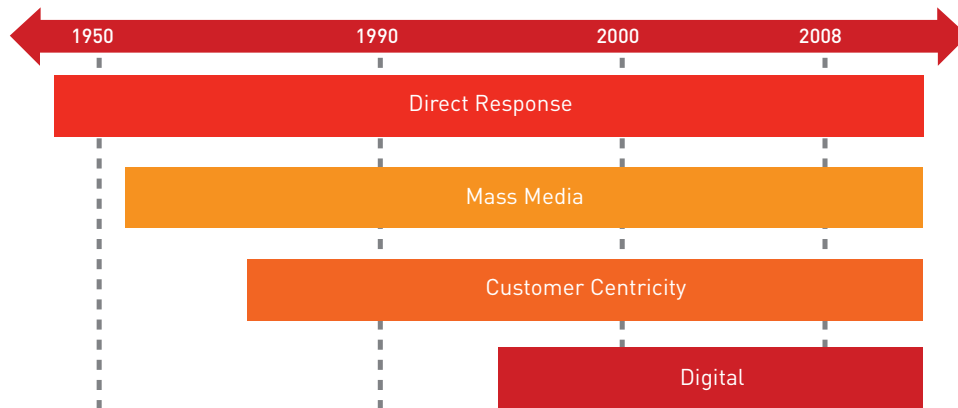 1950 1990 2000 2008
Direct Response
Mass Media
Customer Centricity
Digital